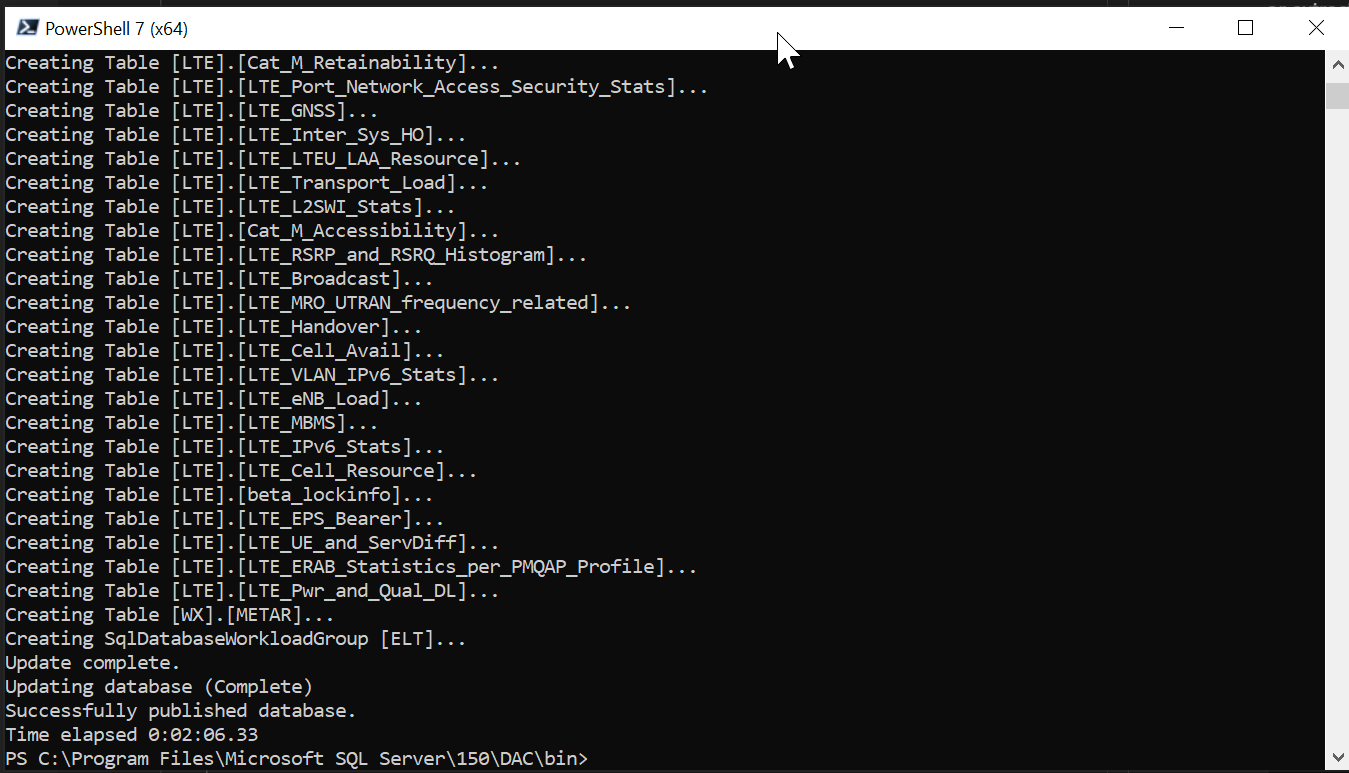 PowerShell 7 (x64)
Creating Table [LTE].[Cat_M_Retainability]...
Creating Table [LTE].[LTE_Port_Network_Access_Security_Stats]...
Creating Table [LTE].[LTE_GNSS]...
Creating Table [LTE].[LTE_Inter_Sys_HO]...
Creating Table [LTE].[LTE_LTEU_LAA_Resource]...
Creating Table [LTE].[LTE_Transport_Load]...
Creating Table [LTE].[LTE_L2SWI_Stats]...
Creating Table [LTE].[Cat_M_Accessibility]...
Creating Table [LTE].[LTE_RSRP_and_RSRQ_Histogram]...
Creating Table [LTE].[LTE_Broadcast]...
Creating Table [LTE].[LTE_MRO_UTRAN_frequency_related]...
Creating Table [LTE].[LTE_Handover]...
Creating Table [LTE].[LTE_Cell_Avail]...
Creating Table [LTE].[LTE_VLAN_IPv6_Stats]...
Creating Table [LTE].[LTE_eNB_Load]...
Creating Table [LTE].[LTE_MBMS]...
Creating Table [LTE].[LTE_IPv6_Stats]...
Creating Table [LTE].[LTE_Cell_Resource]...
Creating Table [LTE].[beta_lockinfo]...
Creating Table [LTE].[LTE_EPS_Bearer]...
Creating Table [LTE].[LTE_UE_and_ServDiff]...
Creating Table [LTE].[LTE_ERAB_Statistics_per_PMQAP_Profile]...
Creating Table [LTE].[LTE_Pwr_and_Qual_DL]...
Creating Table [WX].[METAR]...
Creating SqlDatabaseWorkloadGroup [ELT]...
Update complete.
Updating database (Complete)
Successfully published database.
Time elapsed 0:02:06.33
PS C:\Program Files\Microsoft SQL Server\150\DAC\bin>